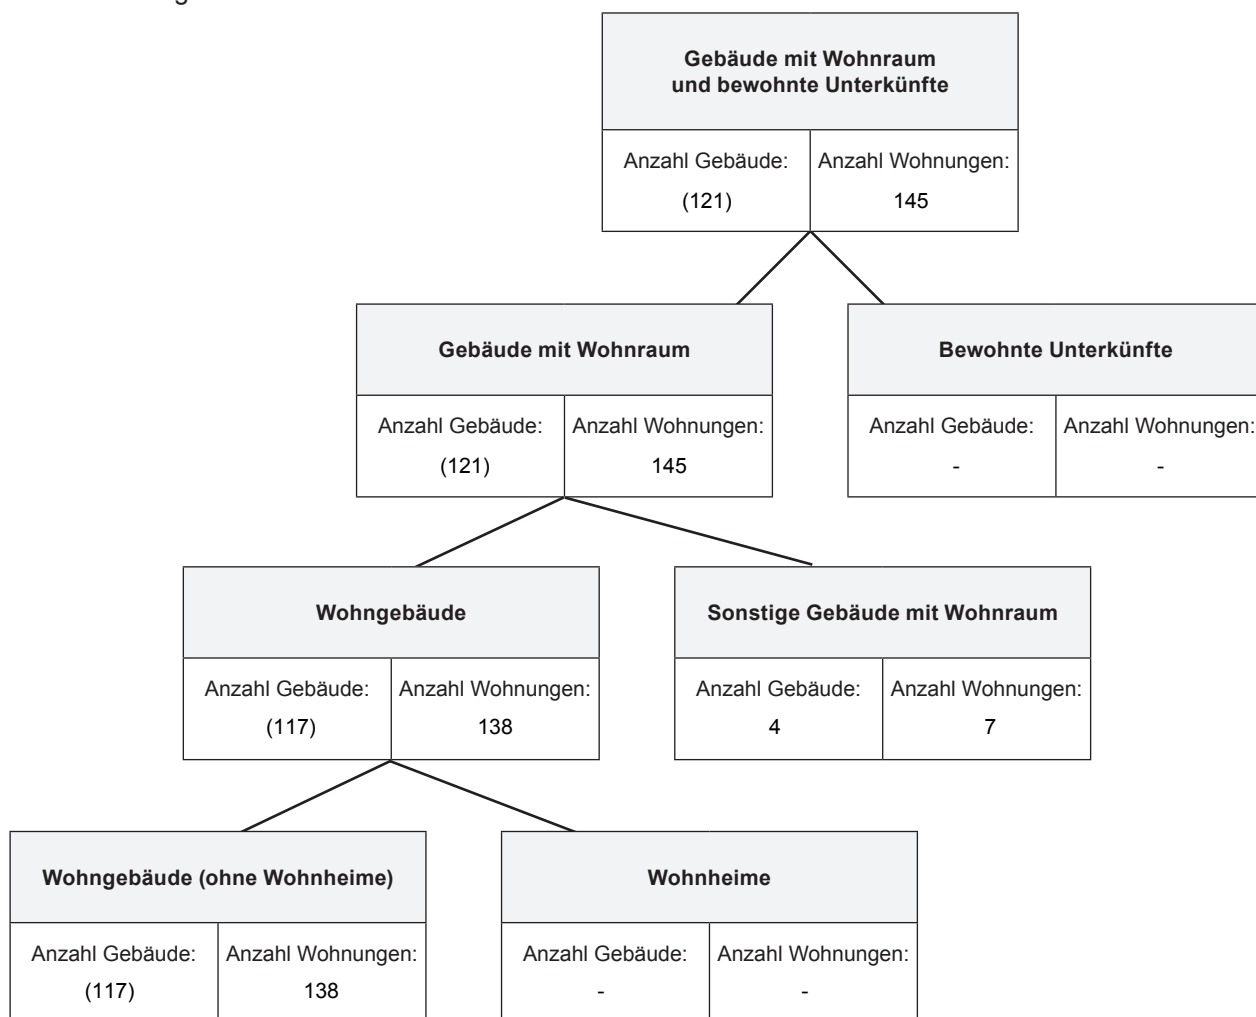 Gebäude mit Wohnraum
und bewohnte Unterkünfte
Anzahl Gebäude: Anzahl Wohnungen:
(121) 145
Gebäude mit Wohnraum Bewohnte Unterkünfte
Anzahl Gebäude: Anzahl Wohnungen: Anzahl Gebäude: Anzahl Wohnungen:
(121) 145 - -
Wohngebäude Sonstige Gebäude mit Wohnraum
Anzahl Gebäude: Anzahl Wohnungen: Anzahl Gebäude: Anzahl Wohnungen:
(117) 138 4 7
Wohngebäude (ohne Wohnheime) Wohnheime
Anzahl Gebäude: Anzahl Wohnungen: Anzahl Gebäude: Anzahl Wohnungen:
(117) 138 - -